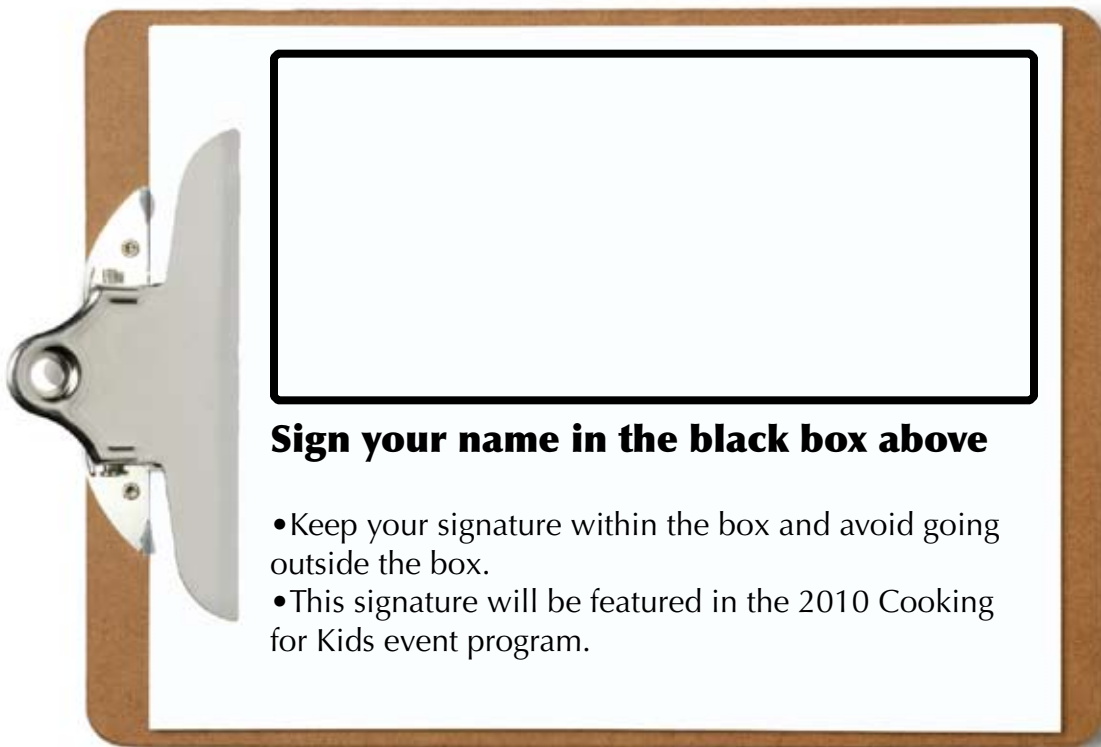 Sign your name in the black box above
•Keep your signature within the box and avoid going
outside the box.
•This signature will be featured in the 2010 Cooking
for Kids event program.